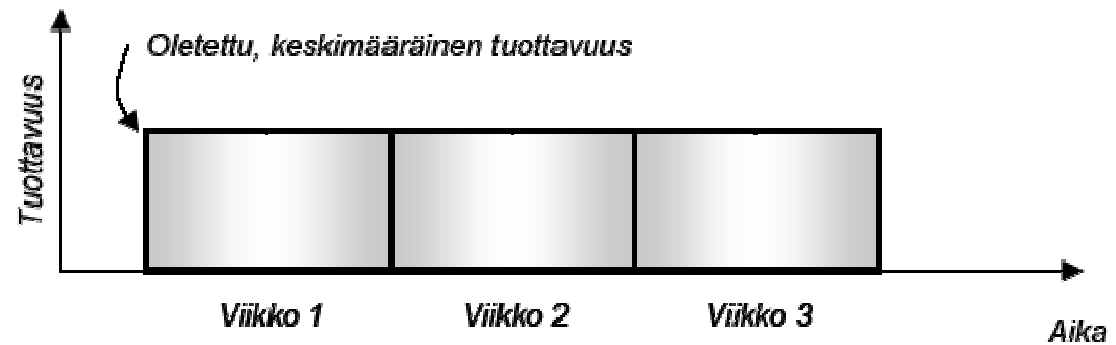 Oletettu, keskimääräinen tuottavuus
Tuottavuus
Viikko 1
Viikko 2
Viikko 3
Aika